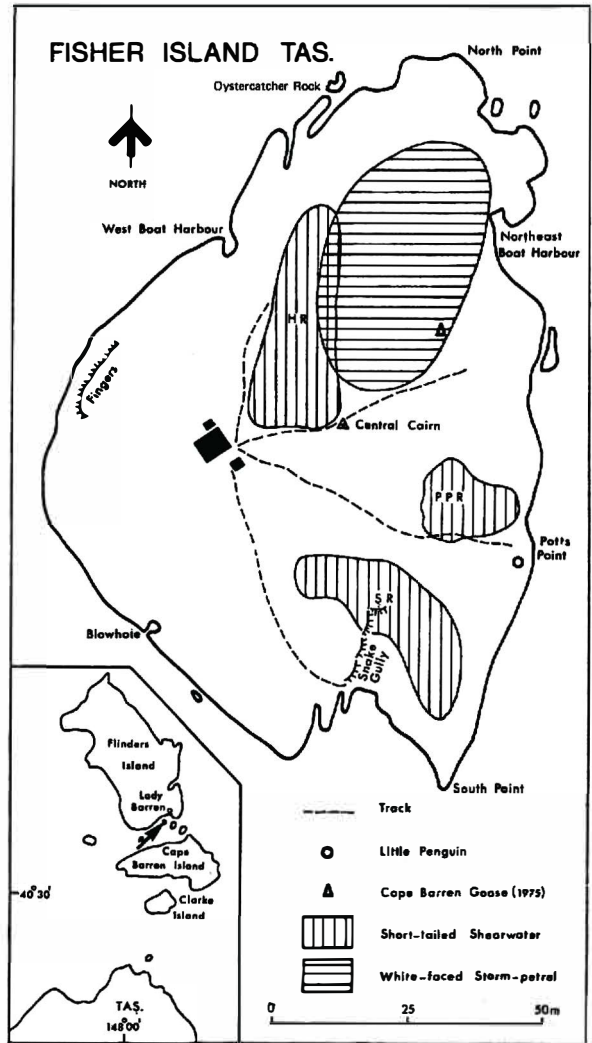 FISHER ISLAND TAS.
North Point
Oystercatcher Rock
NORTH
West Boat Harbour
Northeast
Boat Harbour
HR
Fingers
Central Cairn
PPR
Potts
Point
SR
Snake
Gully
Blowhole
South Point
Flinders
Island
Lady
Barren
Cape
Barren Island
Clarke
Island
40°30'
TAS.
148°00'
Track
Little Penguin
Cape Barren Goose (1975)
Short-tailed Shearwater
White-faced Storm-petrel
0 25 50m